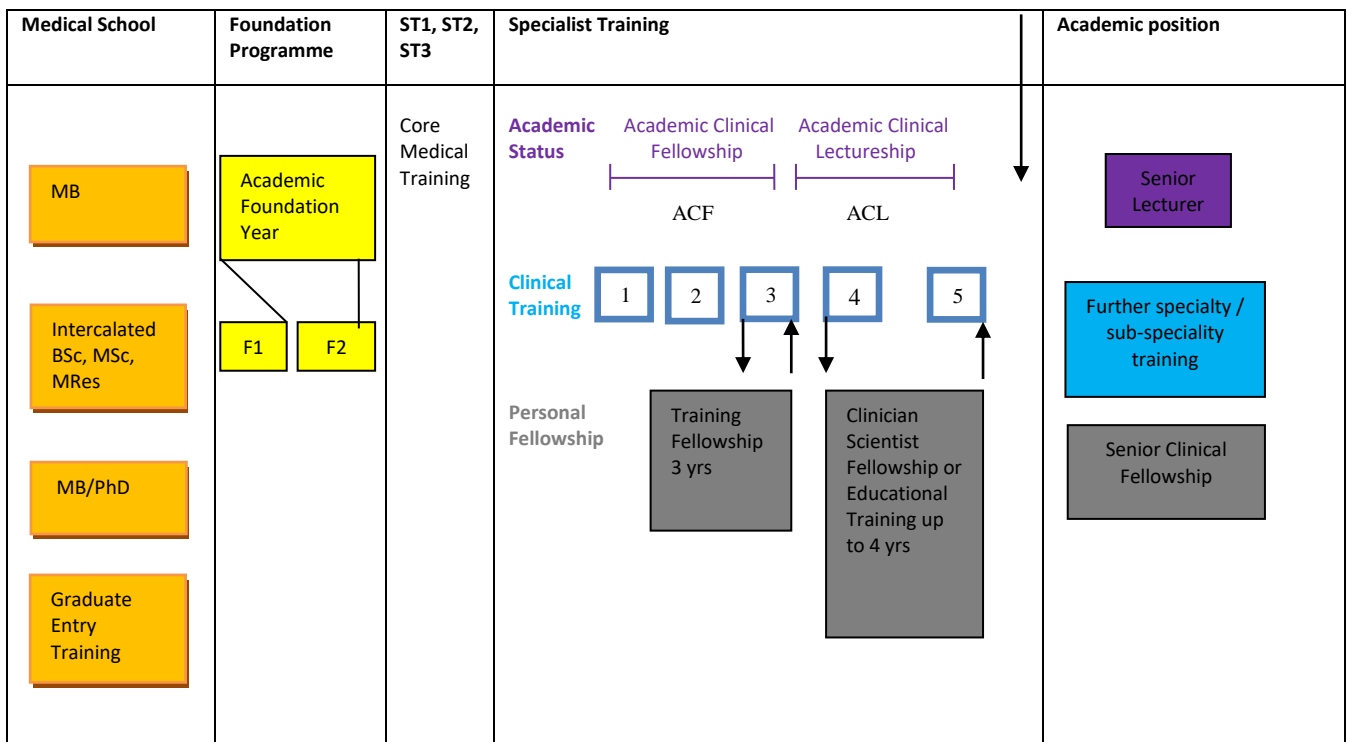 Medical School
Foundation
Programme
ST1, ST2,
ST3
Specialist Training
Academic position
MB
Intercalated
BSc, MSc,
MRes
MB/PhD
Graduate
Entry
Training
Academic
Foundation
Year
F1
F2
Core
Medical
Training
Academic
Status
Academic Clinical
Fellowship
Academic Clinical
Lectureship
ACF
ACL
Clinical
Training
1
2
3
4
5
Personal
Fellowship
Training
Fellowship
3 yrs
Clinician
Scientist
Fellowship or
Educational
Training up
to 4 yrs
Senior
Lecturer
Further specialty /
sub-speciality
training
Senior Clinical
Fellowship